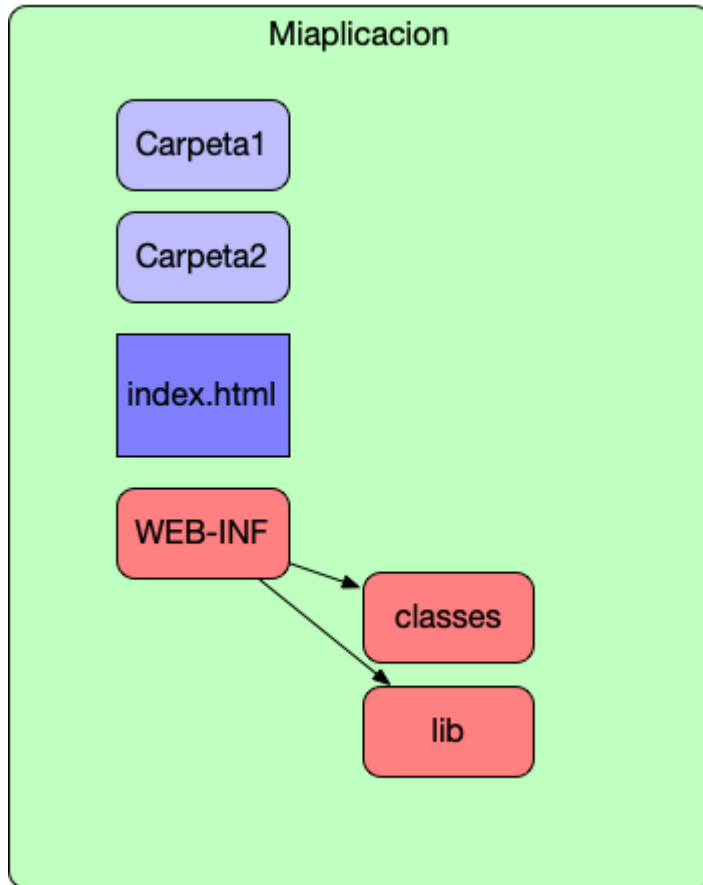 Miaplicacion
Carpeta1
Carpeta2
index.html
WEB-INF
classes
lib